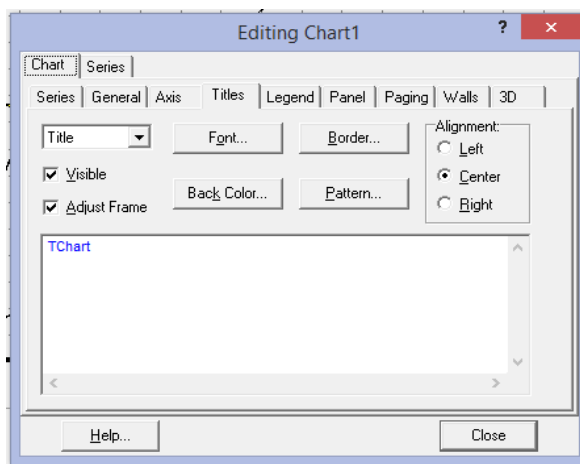 Editing Chart1 ? ×
Chart Series
Series General Axis Titles Legend Panel Paging Walls 3D
Title Font... Border... Alignment:
Left
Visible Center
Back Color... Pattern...
Adjust Frame Right
TChart
Help... Close